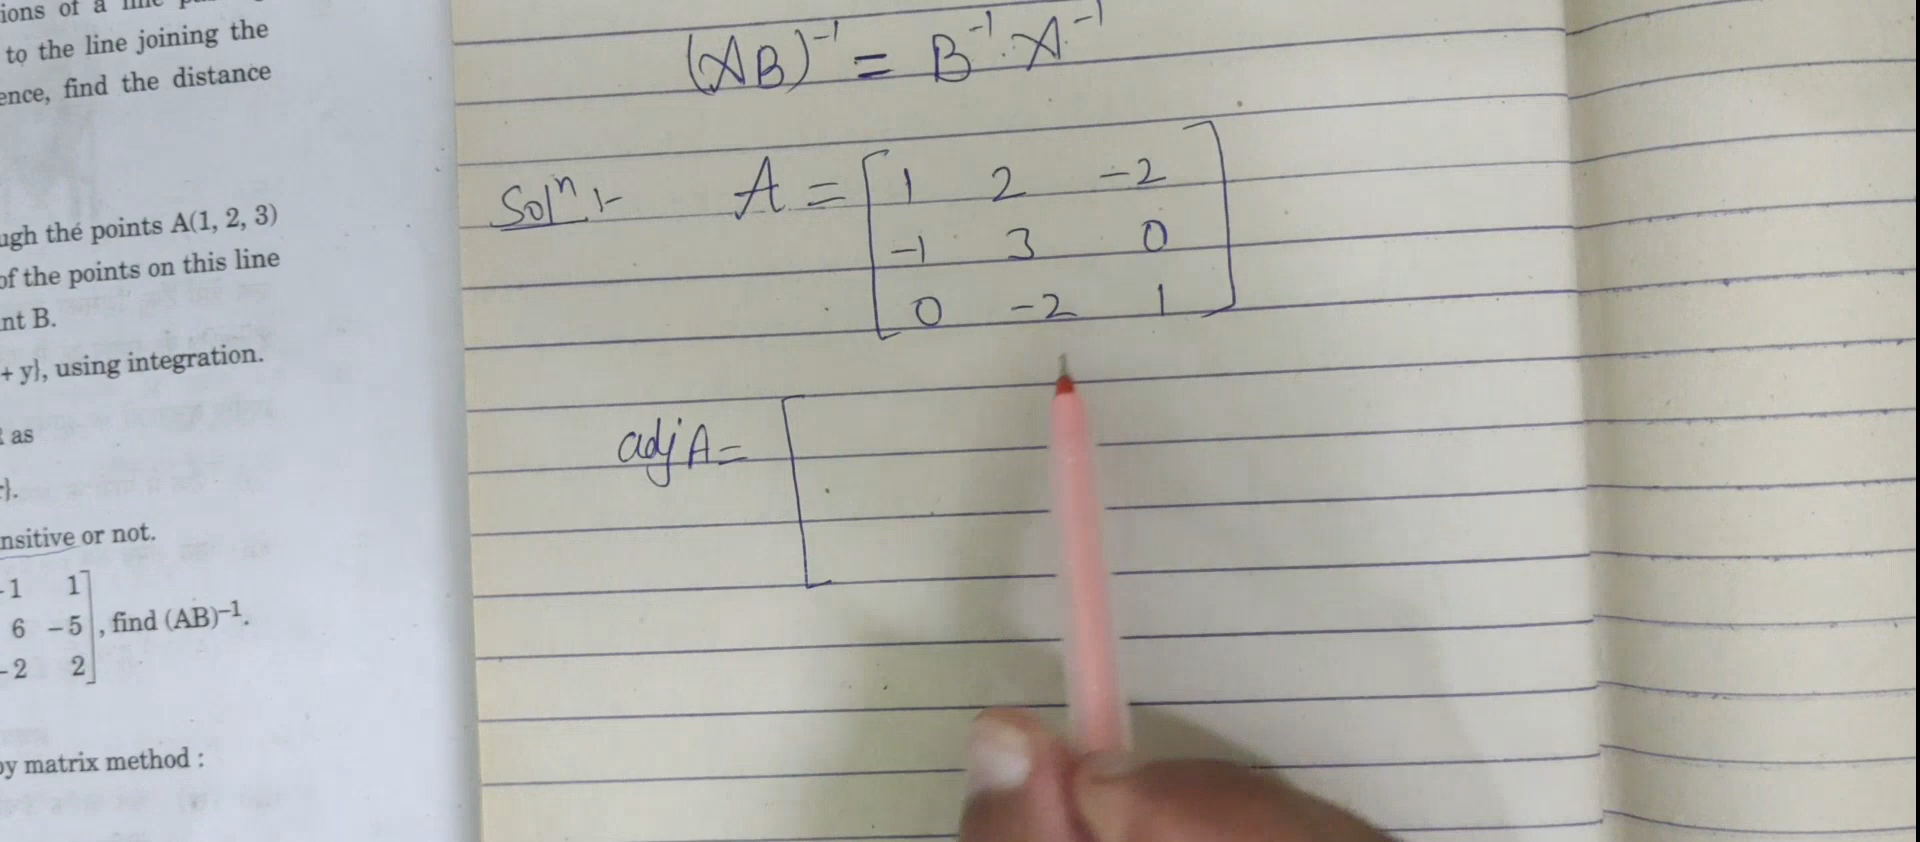 ions of a line
to the line joining the
ence, find the distance
ugh the points A(1, 2, 3)
of the points on this line
nt B.
+ y}, using integration.
as
}.
nsitive or not.
-1 1
6 -5 , find (AB)⁻¹.
-2 2
by matrix method :
(AB)⁻¹ = B⁻¹·A⁻¹
Solⁿ:- A = [ 1 2 -2
-1 3 0
0 -2 1 ]
adj A = [